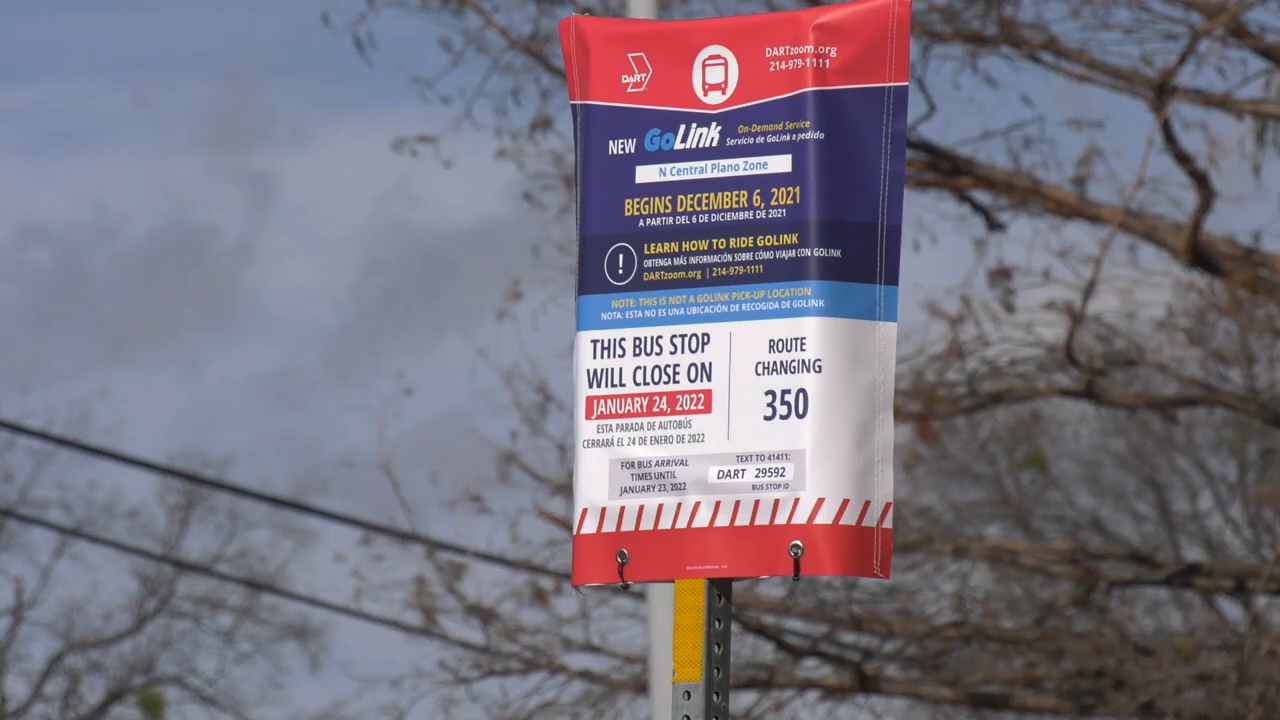 DART
DARTzoom.org
214-979-1111
NEW GoLink On-Demand Service
Servicio de GoLink a pedido
N Central Plano Zone
BEGINS DECEMBER 6, 2021
A PARTIR DEL 6 DE DICIEMBRE DE 2021
! LEARN HOW TO RIDE GOLINK
OBTENGA MÁS INFORMACIÓN SOBRE CÓMO VIAJAR CON GOLINK
DARTzoom.org | 214-979-1111
NOTE: THIS IS NOT A GOLINK PICK-UP LOCATION
NOTA: ESTA NO ES UNA UBICACIÓN DE RECOGIDA DE GOLINK
THIS BUS STOP
WILL CLOSE ON
JANUARY 24, 2022
ESTA PARADA DE AUTOBÚS
CERRARÁ EL 24 DE ENERO DE 2022
ROUTE
CHANGING
350
FOR BUS ARRIVAL
TIMES UNTIL
JANUARY 23, 2022
TEXT TO 41411:
DART 29592
BUS STOP ID